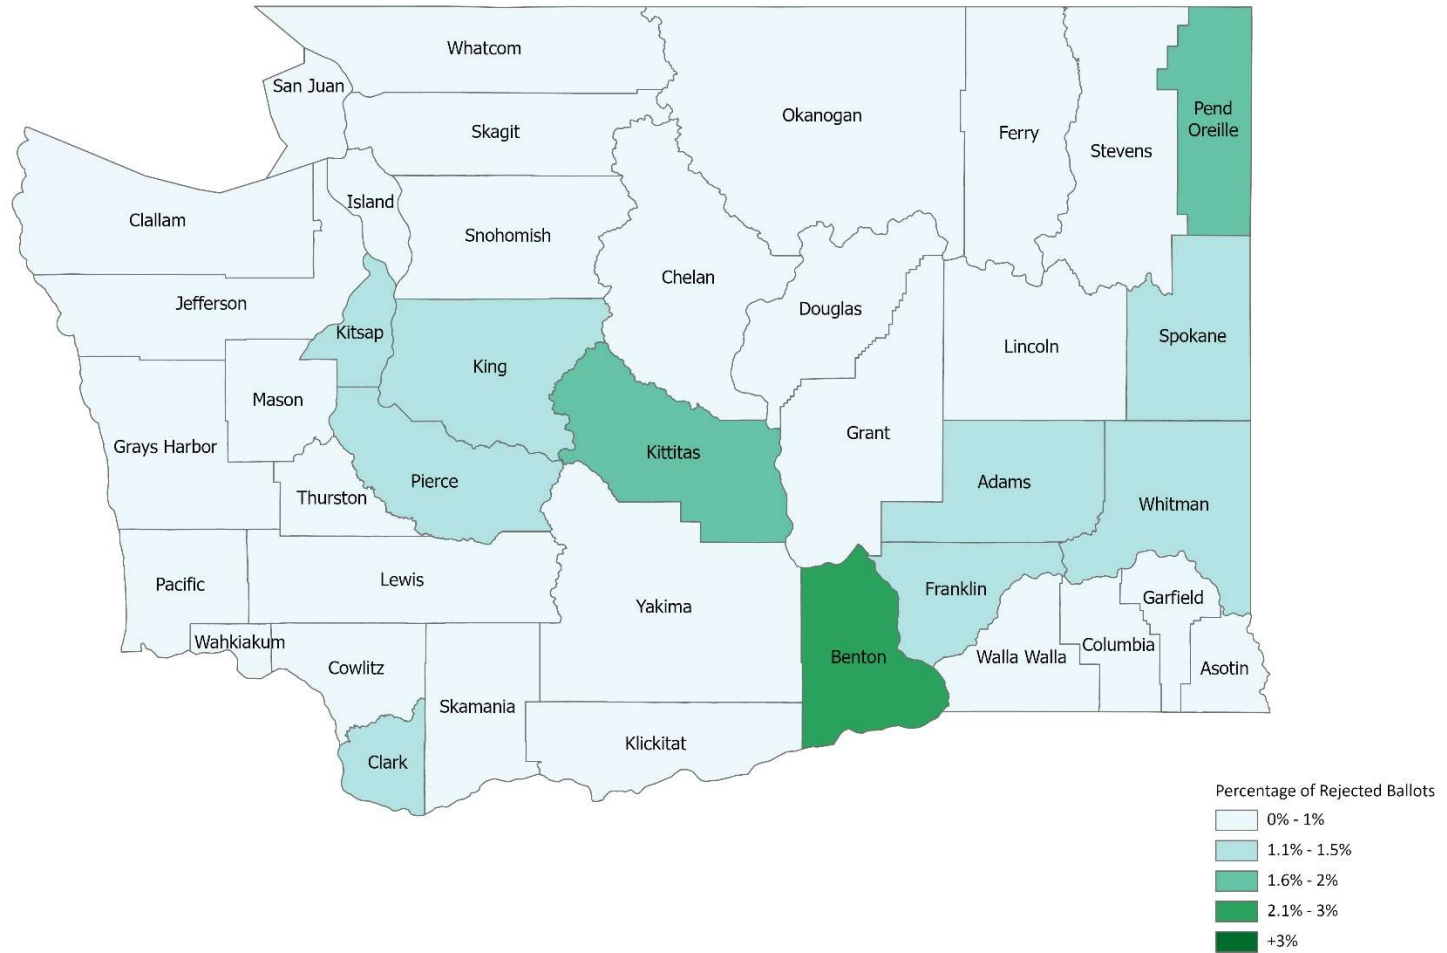 Whatcom
San Juan
Skagit
Okanogan
Ferry
Stevens
Pend
Oreille
Island
Clallam
Snohomish
Chelan
Jefferson
Douglas
Kitsap
King
Lincoln
Spokane
Mason
Grays Harbor
Kittitas
Grant
Thurston
Pierce
Adams
Whitman
Pacific
Lewis
Yakima
Franklin
Garfield
Wahkiakum
Cowlitz
Benton
Walla Walla
Columbia
Asotin
Skamania
Klickitat
Clark
Percentage of Rejected Ballots
0% - 1%
1.1% - 1.5%
1.6% - 2%
2.1% - 3%
+3%